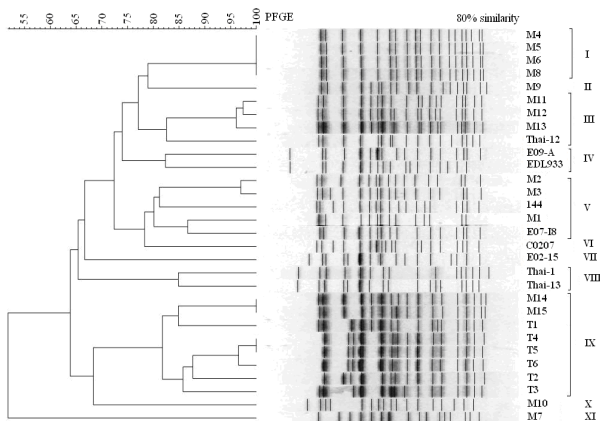 55 60 65 70 75 80 85 90 95 100 PFGE 80% similarity
M4
M5
I
M6
M8
M9 II
M11
M12
III
M13
Thai-12
E09-A
IV
EDL933
M2
M3
144 V
M1
E07-I8
C0207 VI
E02-15 VII
Thai-1
VIII
Thai-13
M14
M15
T1
T4 IX
T5
T6
T2
T3
M10 X
M7 XI